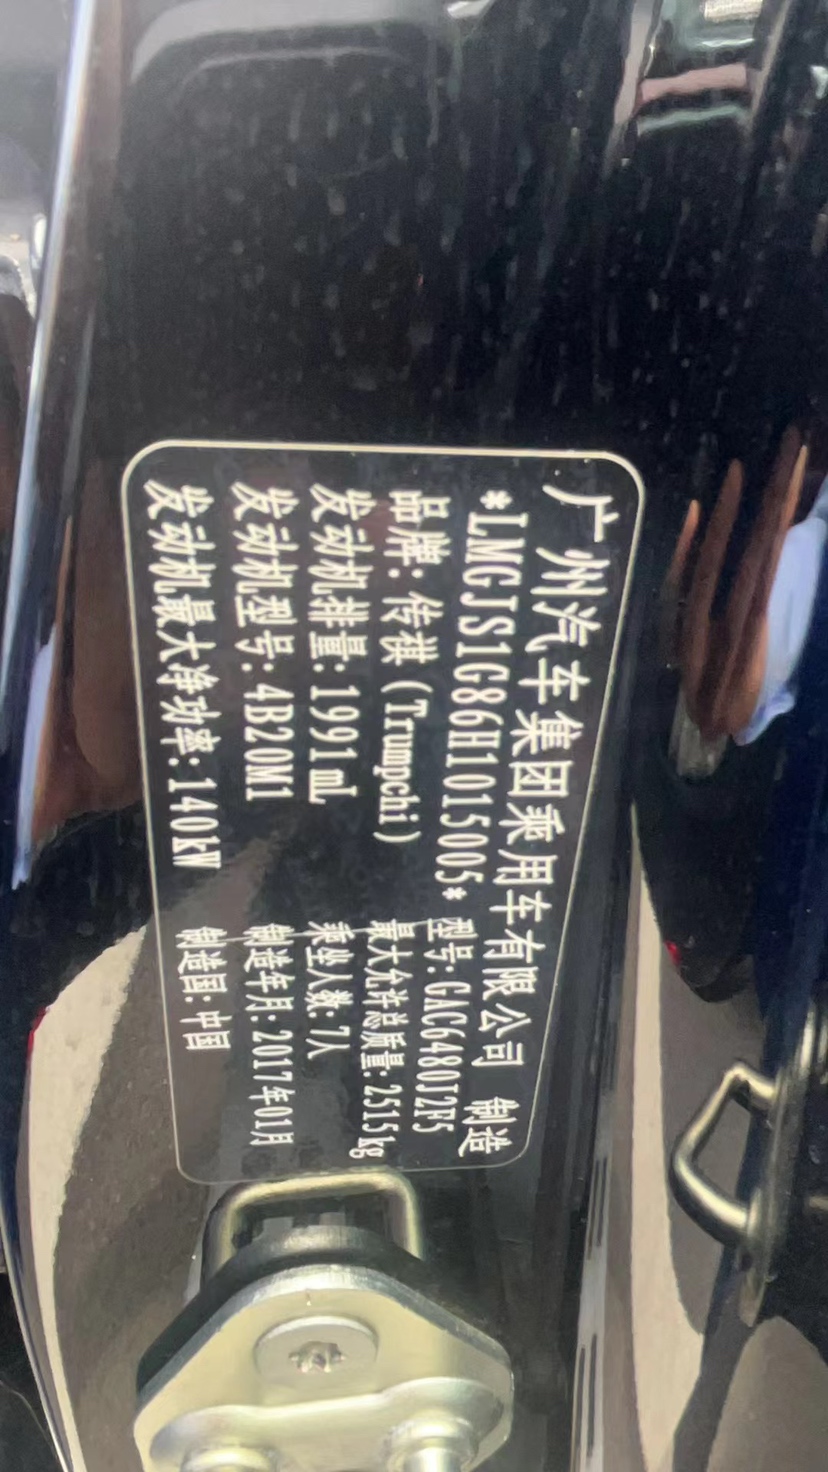 广州汽车集团乘用车有限公司 制造
*LMGJS1G86H1015005*
型号: GAC6480J2F5
品牌: 传祺 (Trumpchi)
最大允许总质量: 2515kg
发动机排量: 1991mL
乘坐人数: 7人
发动机型号: 4B20M1
制造年月: 2017年01月
发动机最大净功率: 140kW
制造国: 中国